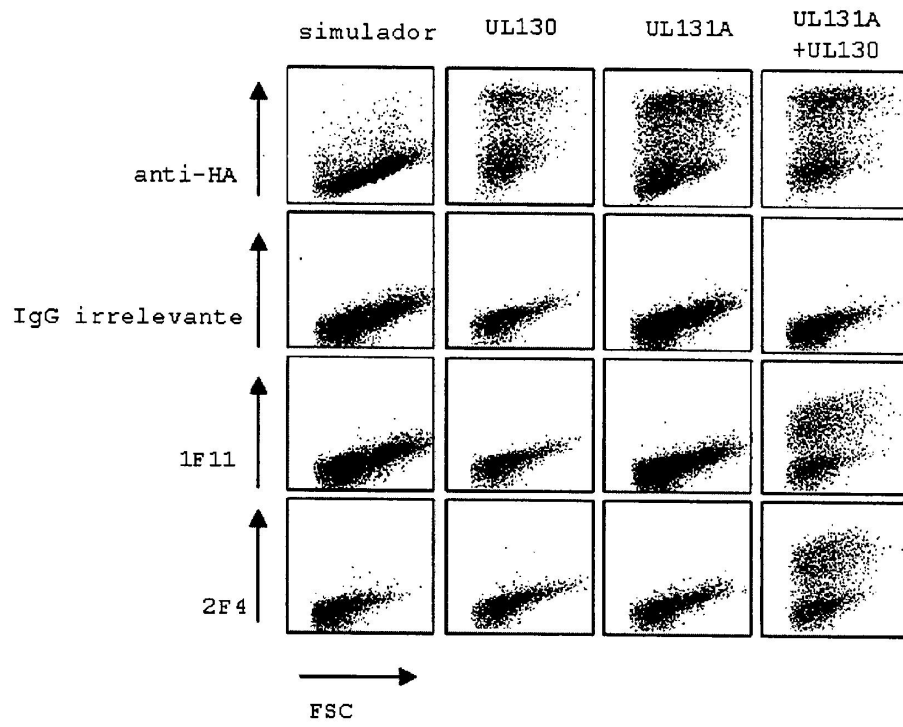 simulador UL130 UL131A UL131A
+UL130
anti-HA
IgG irrelevante
1F11
2F4
FSC